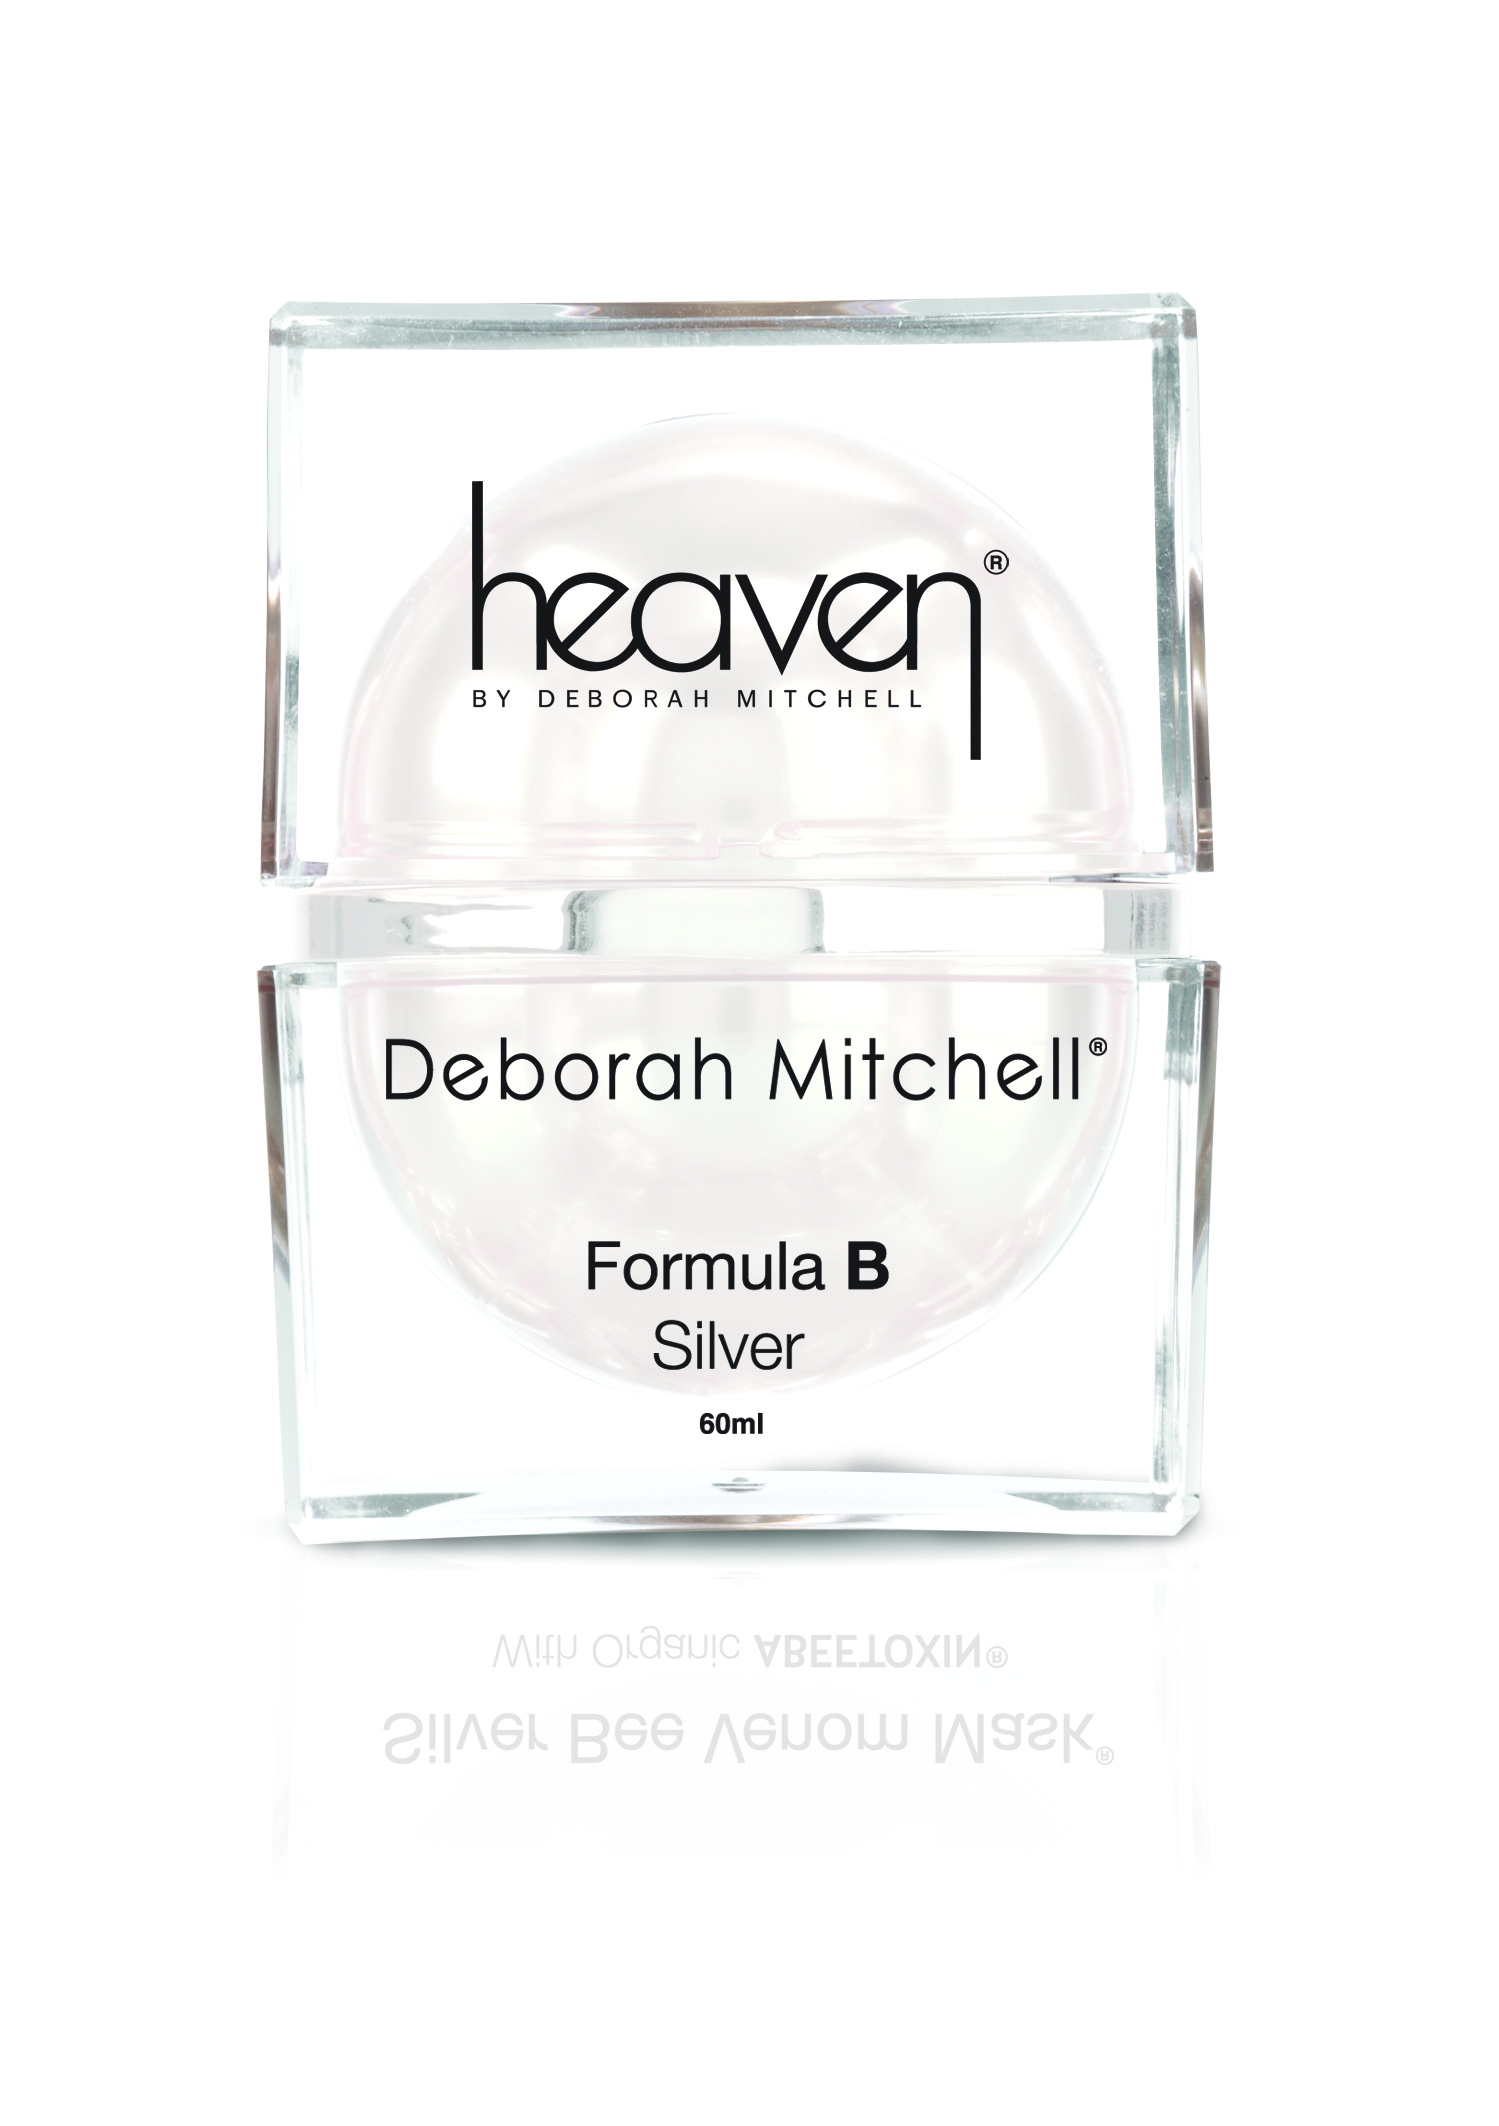 heaven®
BY DEBORAH MITCHELL
Deborah Mitchell®
Formula B
Silver
60ml
With Organic ABEETOXIN®
Silver Bee Venom Mask®